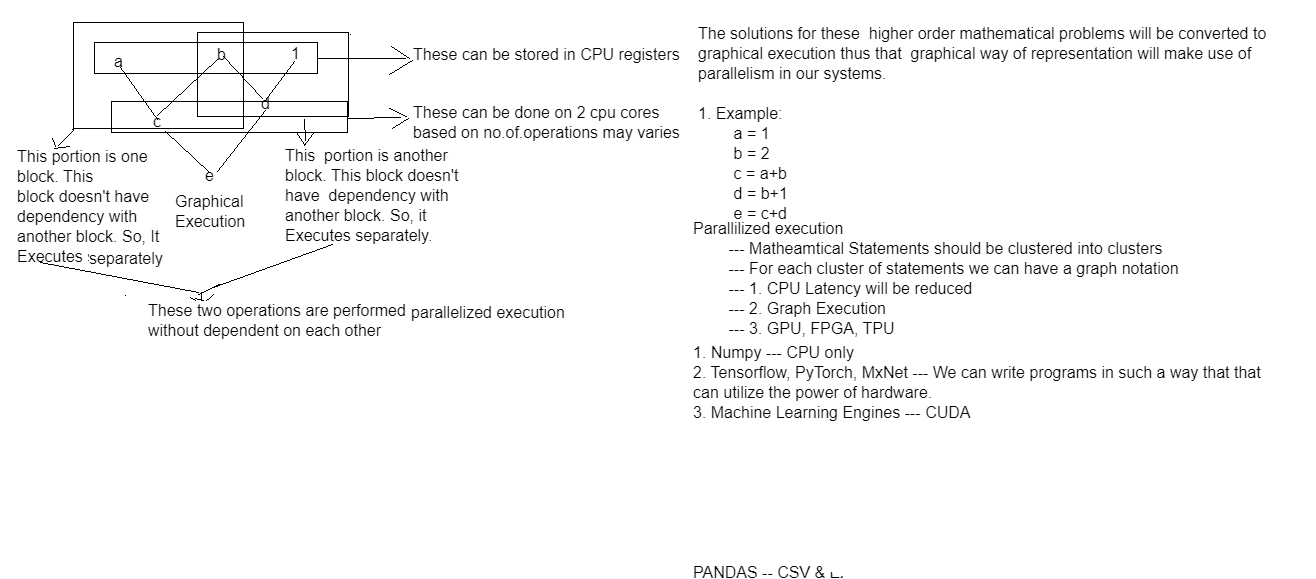 a
b
1
c
d
e
These can be stored in CPU registers
These can be done on 2 cpu cores
based on no.of.operations may varies
This portion is one
block. This
block doesn't have
dependency with
another block. So, It
Executes separately
Graphical
Execution
This portion is another
block. This block doesn't
have dependency with
another block. So, it
Executes separately.
These two operations are performed parallelized execution
without dependent on each other
The solutions for these higher order mathematical problems will be converted to
graphical execution thus that graphical way of representation will make use of
parallelism in our systems.
1. Example:
a = 1
b = 2
c = a+b
d = b+1
e = c+d
Parallilized execution
--- Matheamtical Statements should be clustered into clusters
--- For each cluster of statements we can have a graph notation
--- 1. CPU Latency will be reduced
--- 2. Graph Execution
--- 3. GPU, FPGA, TPU
1. Numpy --- CPU only
2. Tensorflow, PyTorch, MxNet --- We can write programs in such a way that that
can utilize the power of hardware.
3. Machine Learning Engines --- CUDA
PANDAS -- CSV &